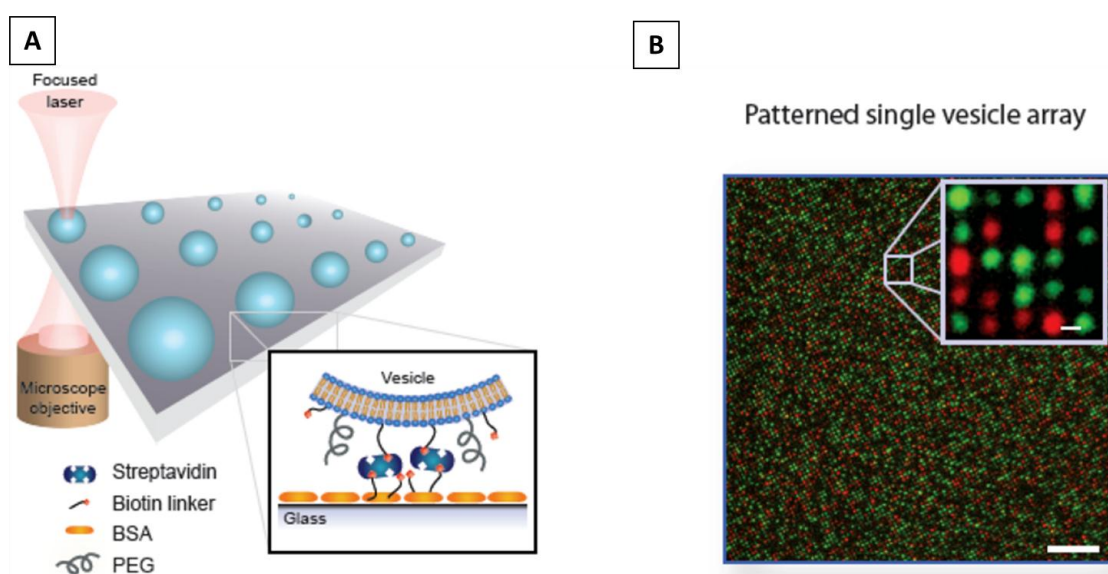 A
Focused
laser
Microscope
objective
Vesicle
Glass
Streptavidin
Biotin linker
BSA
PEG
B
Patterned single vesicle array